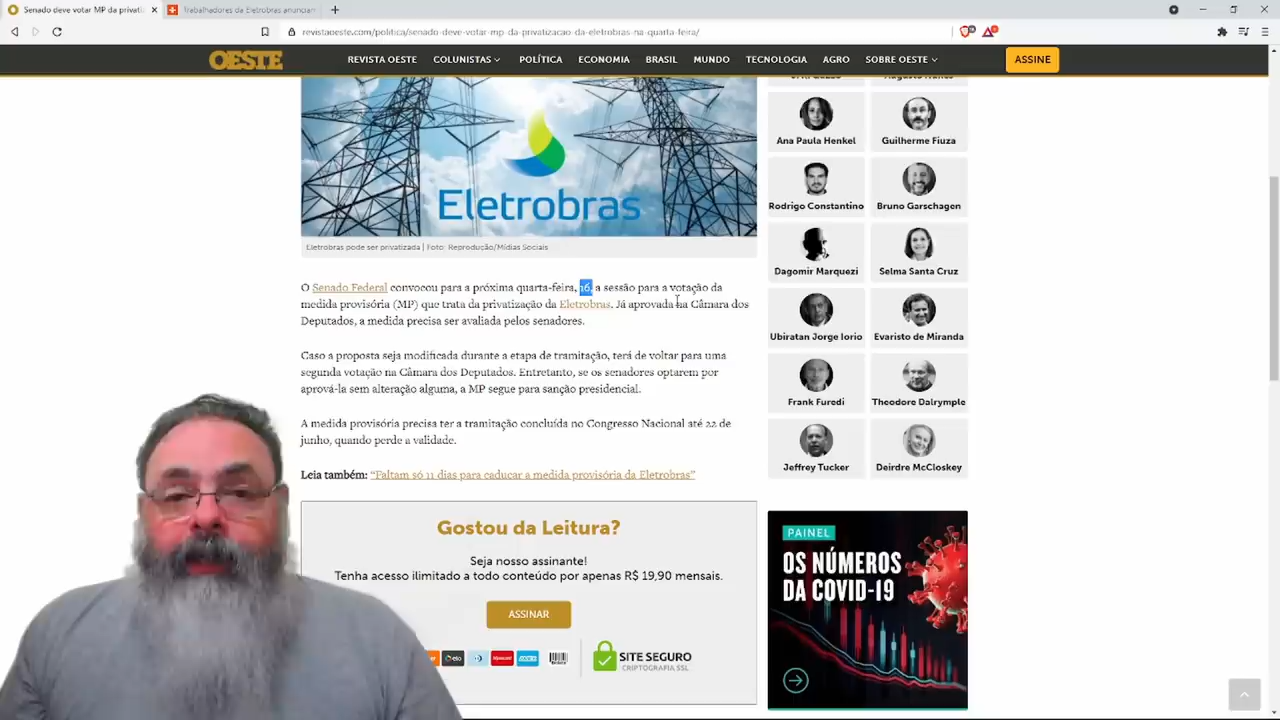 Senado deve votar MP da privati
Trabalhadores da Eletrobras anuncian
revistaoeste.com/politica/senado-deve-votar-mp-da-privatizacao-da-eletrobras-na-quarta-feira/
OESTE
REVISTA OESTE
COLUNISTAS
POLÍTICA
ECONOMIA
BRASIL
MUNDO
TECNOLOGIA
AGRO
SOBRE OESTE
ASSINE
Eletrobras
Eletrobras pode ser privatizada | Foto: Reprodução/Mídias Sociais
O Senado Federal convocou para a próxima quarta-feira, 16, a sessão para a votação da
medida provisória (MP) que trata da privatização da Eletrobras. Já aprovada na Câmara dos
Deputados, a medida precisa ser avaliada pelos senadores.
Caso a proposta seja modificada durante a etapa de tramitação, terá de voltar para uma
segunda votação na Câmara dos Deputados. Entretanto, se os senadores optarem por
aprová-la sem alteração alguma, a MP segue para sanção presidencial.
A medida provisória precisa ter a tramitação concluída no Congresso Nacional até 22 de
junho, quando perde a validade.
Leia também: “Faltam só 11 dias para caducar a medida provisória da Eletrobras”
Gostou da Leitura?
Seja nosso assinante!
Tenha acesso ilimitado a todo conteúdo por apenas R$ 19,90 mensais.
ASSINAR
elo
SITE SEGURO
CRIPTOGRAFIA SSL
Ana Paula Henkel
Guilherme Fiuza
Rodrigo Constantino
Bruno Garschagen
Dagomir Marquezi
Selma Santa Cruz
Ubiratan Jorge Iorio
Evaristo de Miranda
Frank Furedi
Theodore Dalrymple
Jeffrey Tucker
Deirdre McCloskey
PAINEL
OS NÚMEROS
DA COVID-19